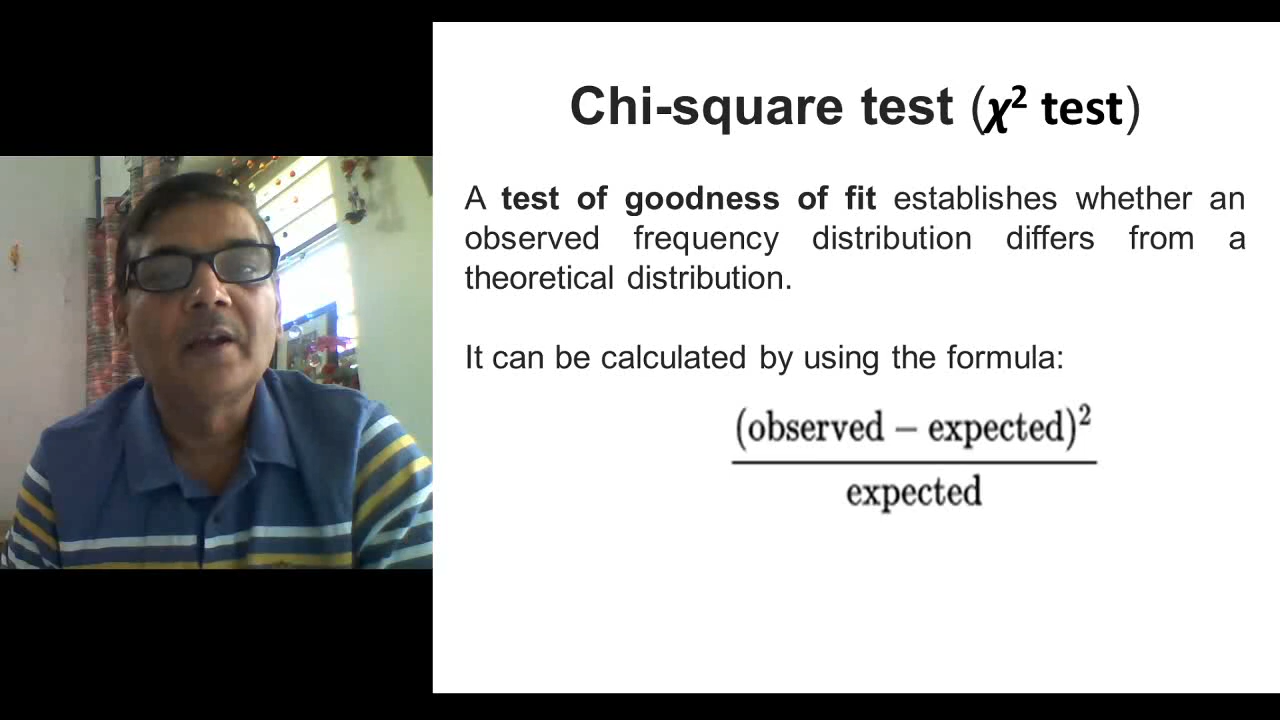 Chi-square test (χ² test)
A test of goodness of fit establishes whether an
observed frequency distribution differs from a
theoretical distribution.
It can be calculated by using the formula:
(observed − expected)²
expected